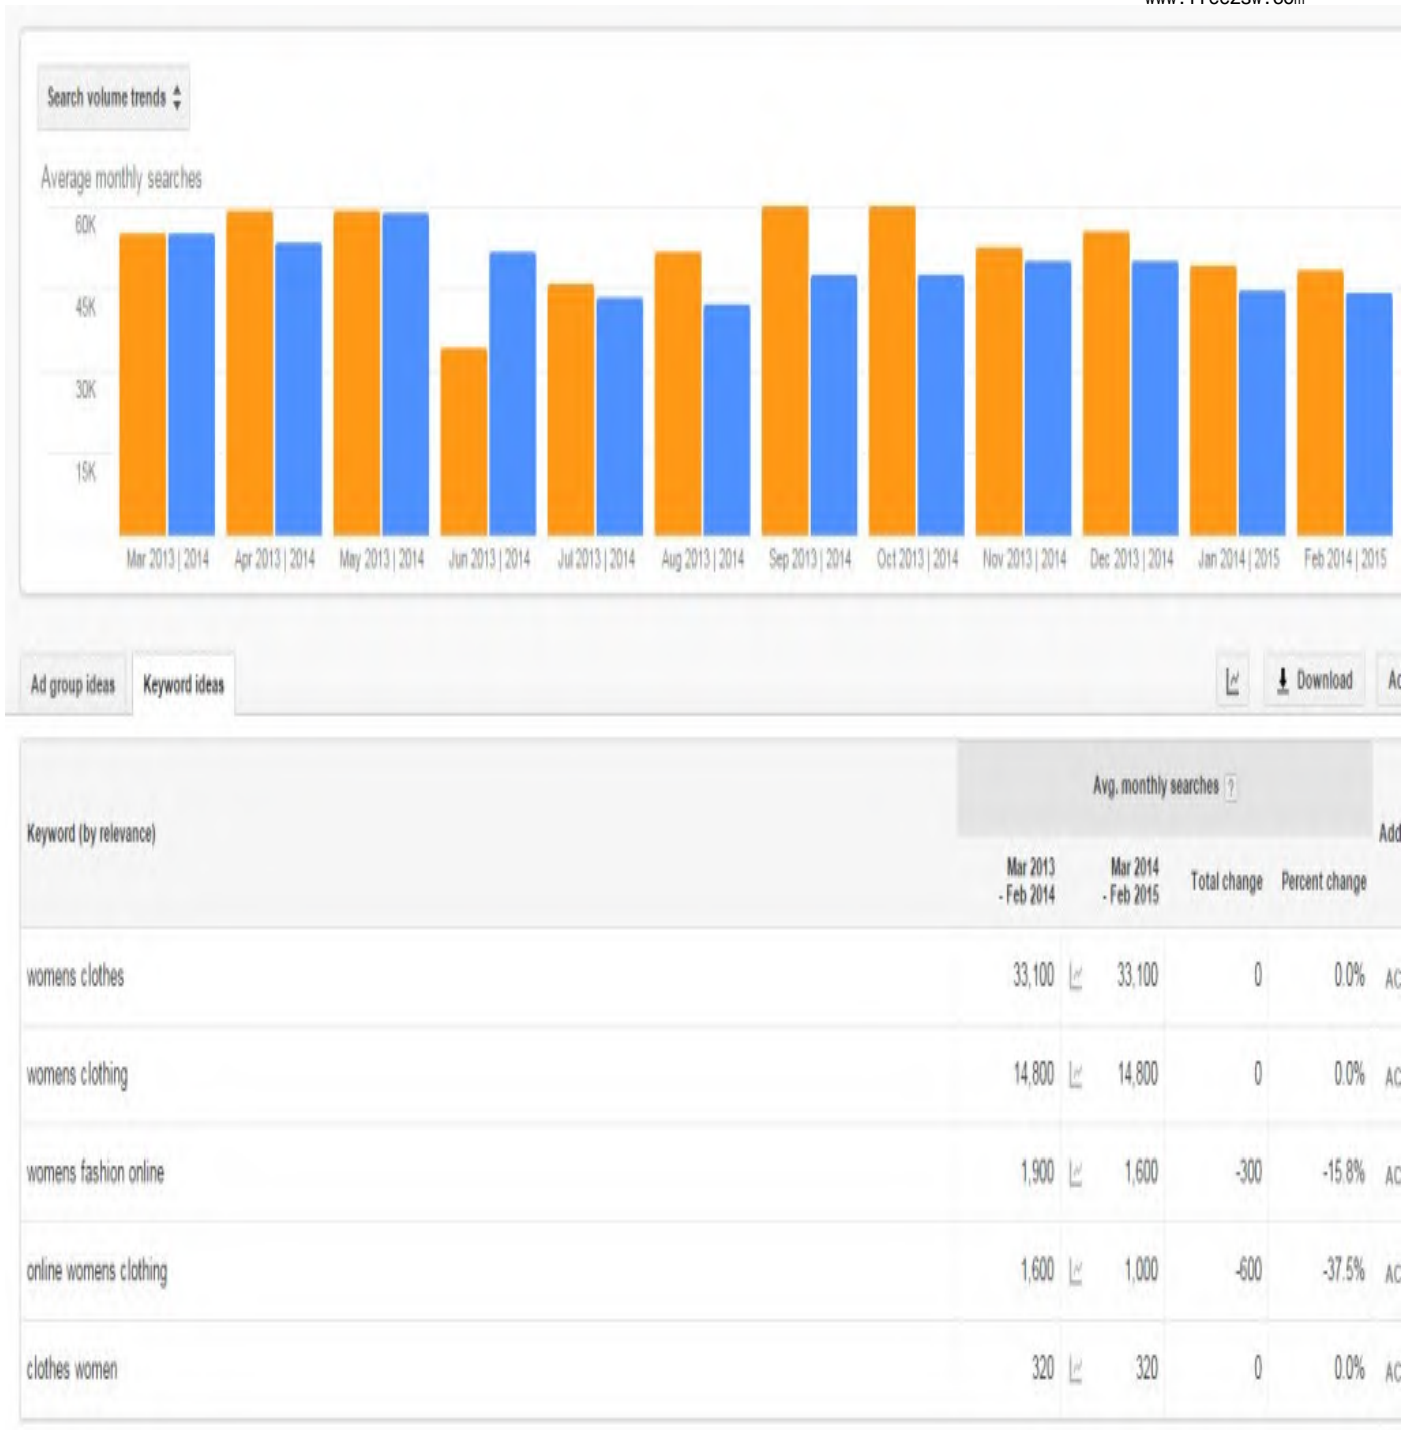 Search volume trends
Average monthly searches
60K
45K
30K
15K
Mar 2013 | 2014 Apr 2013 | 2014 May 2013 | 2014 Jun 2013 | 2014 Jul 2013 | 2014 Aug 2013 | 2014 Sep 2013 | 2014 Oct 2013 | 2014 Nov 2013 | 2014 Dec 2013 | 2014 Jan 2014 | 2015 Feb 2014 | 2015
Ad group ideas Keyword ideas Download
Avg. monthly searches ?
Keyword (by relevance) Add
Mar 2013 Mar 2014
- Feb 2014 - Feb 2015 Total change Percent change
womens clothes 33,100 33,100 0 0.0%
womens clothing 14,800 14,800 0 0.0%
womens fashion online 1,900 1,600 -300 -15.8%
online womens clothing 1,600 1,000 -600 -37.5%
clothes women 320 320 0 0.0%